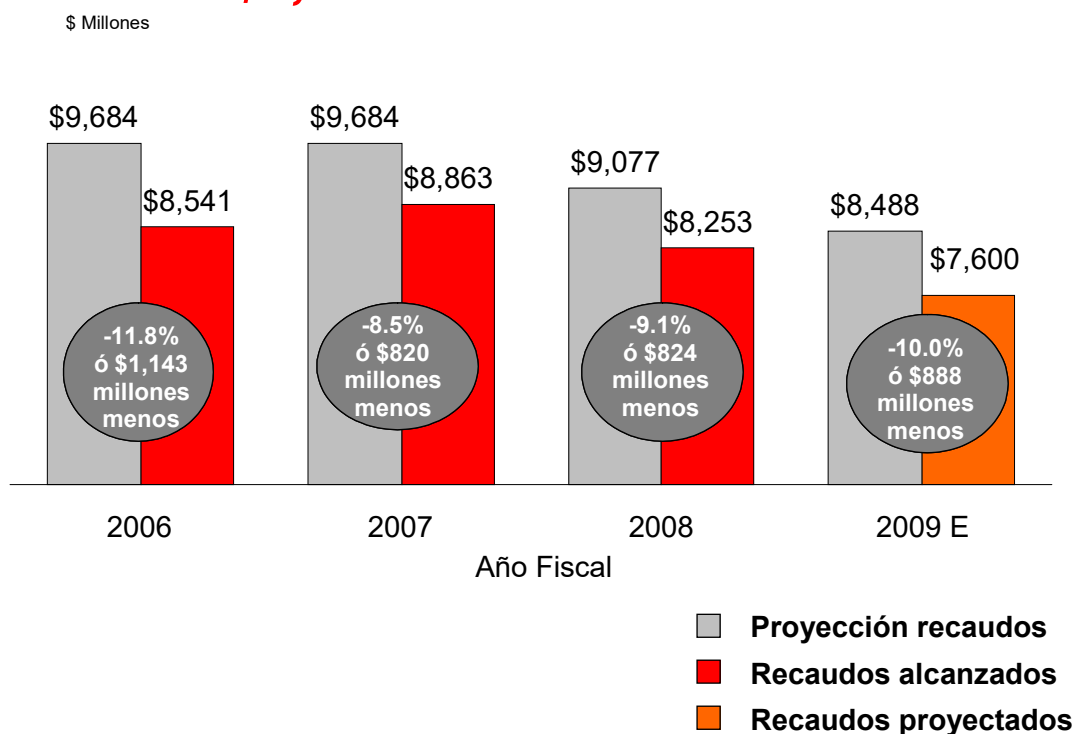 $ Millones
$9,684
$8,541
-11.8%
ó $1,143
millones
menos
$9,684
$8,863
-8.5%
ó $820
millones
menos
$9,077
$8,253
-9.1%
ó $824
millones
menos
$8,488
$7,600
-10.0%
ó $888
millones
menos
2006
2007
2008
2009 E
Año Fiscal
Proyección recaudos
Recaudos alcanzados
Recaudos proyectados